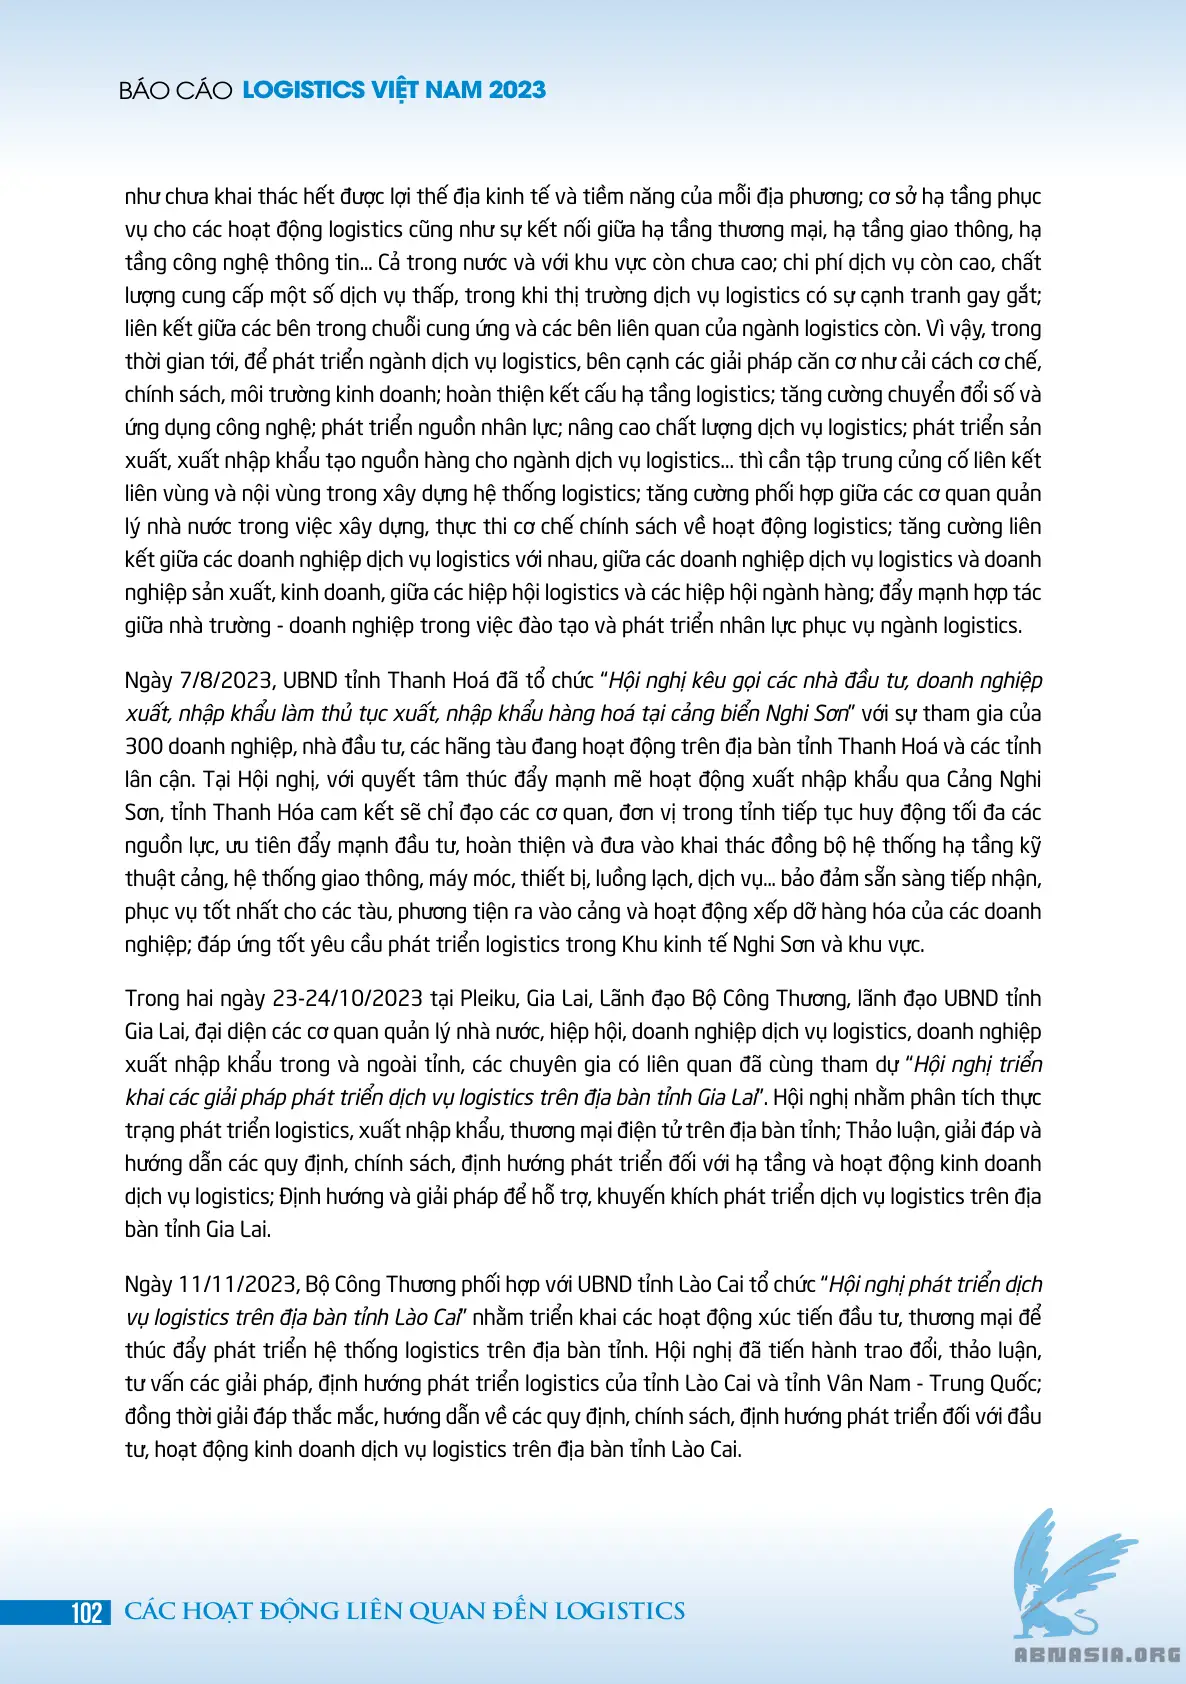 BÁO CÁO LOGISTICS VIỆT NAM 2023
như chưa khai thác hết được lợi thế địa kinh tế và tiềm năng của mỗi địa phương; cơ sở hạ tầng phục
vụ cho các hoạt động logistics cũng như sự kết nối giữa hạ tầng thương mại, hạ tầng giao thông, hạ
tầng công nghệ thông tin... Cả trong nước và với khu vực còn chưa cao; chi phí dịch vụ còn cao, chất
lượng cung cấp một số dịch vụ thấp, trong khi thị trường dịch vụ logistics có sự cạnh tranh gay gắt;
liên kết giữa các bên trong chuỗi cung ứng và các bên liên quan của ngành logistics còn. Vì vậy, trong
thời gian tới, để phát triển ngành dịch vụ logistics, bên cạnh các giải pháp căn cơ như cải cách cơ chế,
chính sách, môi trường kinh doanh; hoàn thiện kết cấu hạ tầng logistics; tăng cường chuyển đổi số và
ứng dụng công nghệ; phát triển nguồn nhân lực; nâng cao chất lượng dịch vụ logistics; phát triển sản
xuất, xuất nhập khẩu tạo nguồn hàng cho ngành dịch vụ logistics... thì cần tập trung củng cố liên kết
liên vùng và nội vùng trong xây dựng hệ thống logistics; tăng cường phối hợp giữa các cơ quan quản
lý nhà nước trong việc xây dựng, thực thi cơ chế chính sách về hoạt động logistics; tăng cường liên
kết giữa các doanh nghiệp dịch vụ logistics với nhau, giữa các doanh nghiệp dịch vụ logistics và doanh
nghiệp sản xuất, kinh doanh, giữa các hiệp hội logistics và các hiệp hội ngành hàng; đẩy mạnh hợp tác
giữa nhà trường - doanh nghiệp trong việc đào tạo và phát triển nhân lực phục vụ ngành logistics.
Ngày 7/8/2023, UBND tỉnh Thanh Hoá đã tổ chức “Hội nghị kêu gọi các nhà đầu tư, doanh nghiệp
xuất, nhập khẩu làm thủ tục xuất, nhập khẩu hàng hoá tại cảng biển Nghi Sơn” với sự tham gia của
300 doanh nghiệp, nhà đầu tư, các hãng tàu đang hoạt động trên địa bàn tỉnh Thanh Hoá và các tỉnh
lân cận. Tại Hội nghị, với quyết tâm thúc đẩy mạnh mẽ hoạt động xuất nhập khẩu qua Cảng Nghi
Sơn, tỉnh Thanh Hóa cam kết sẽ chỉ đạo các cơ quan, đơn vị trong tỉnh tiếp tục huy động tối đa các
nguồn lực, ưu tiên đẩy mạnh đầu tư, hoàn thiện và đưa vào khai thác đồng bộ hệ thống hạ tầng kỹ
thuật cảng, hệ thống giao thông, máy móc, thiết bị, luồng lạch, dịch vụ... bảo đảm sẵn sàng tiếp nhận,
phục vụ tốt nhất cho các tàu, phương tiện ra vào cảng và hoạt động xếp dỡ hàng hóa của các doanh
nghiệp; đáp ứng tốt yêu cầu phát triển logistics trong Khu kinh tế Nghi Sơn và khu vực.
Trong hai ngày 23-24/10/2023 tại Pleiku, Gia Lai, Lãnh đạo Bộ Công Thương, lãnh đạo UBND tỉnh
Gia Lai, đại diện các cơ quan quản lý nhà nước, hiệp hội, doanh nghiệp dịch vụ logistics, doanh nghiệp
xuất nhập khẩu trong và ngoài tỉnh, các chuyên gia có liên quan đã cùng tham dự “Hội nghị triển
khai các giải pháp phát triển dịch vụ logistics trên địa bàn tỉnh Gia Lai”. Hội nghị nhằm phân tích thực
trạng phát triển logistics, xuất nhập khẩu, thương mại điện tử trên địa bàn tỉnh; Thảo luận, giải đáp và
hướng dẫn các quy định, chính sách, định hướng phát triển đối với hạ tầng và hoạt động kinh doanh
dịch vụ logistics; Định hướng và giải pháp để hỗ trợ, khuyến khích phát triển dịch vụ logistics trên địa
bàn tỉnh Gia Lai.
Ngày 11/11/2023, Bộ Công Thương phối hợp với UBND tỉnh Lào Cai tổ chức “Hội nghị phát triển dịch
vụ logistics trên địa bàn tỉnh Lào Cai” nhằm triển khai các hoạt động xúc tiến đầu tư, thương mại để
thúc đẩy phát triển hệ thống logistics trên địa bàn tỉnh. Hội nghị đã tiến hành trao đổi, thảo luận,
tư vấn các giải pháp, định hướng phát triển logistics của tỉnh Lào Cai và tỉnh Vân Nam - Trung Quốc;
đồng thời giải đáp thắc mắc, hướng dẫn về các quy định, chính sách, định hướng phát triển đối với đầu
tư, hoạt động kinh doanh dịch vụ logistics trên địa bàn tỉnh Lào Cai.
102 CÁC HOẠT ĐỘNG LIÊN QUAN ĐẾN LOGISTICS
ABNASIA.ORG